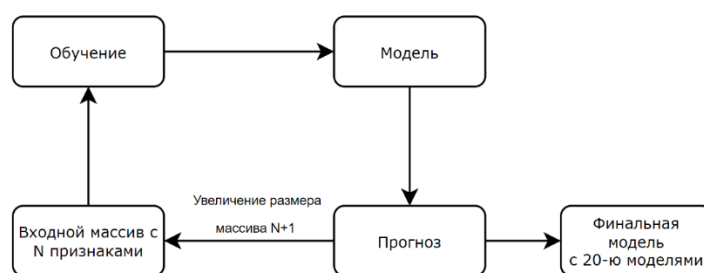 Обучение
Модель
Увеличение размера
массива N+1
Входной массив с
N признаками
Прогноз
Финальная
модель
с 20-ю моделями